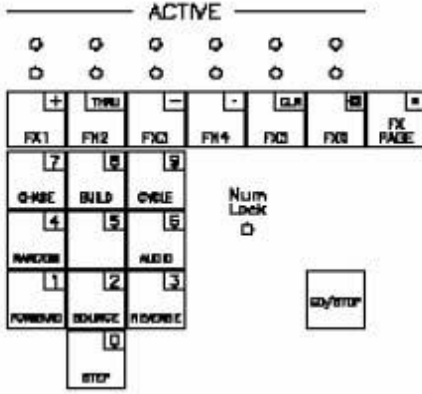 ACTIVE
+ THRU — - CLR =
FX1 FX2 FX3 FX4 FX5 FX6 FX PAGE
7 8 9
CHASE BUILD CYCLE
Num
Lock
4 5 6
RANDOM AUDIO
1 2 3
FORWARD BOUNCE REVERSE
GO/STOP
0
STEP